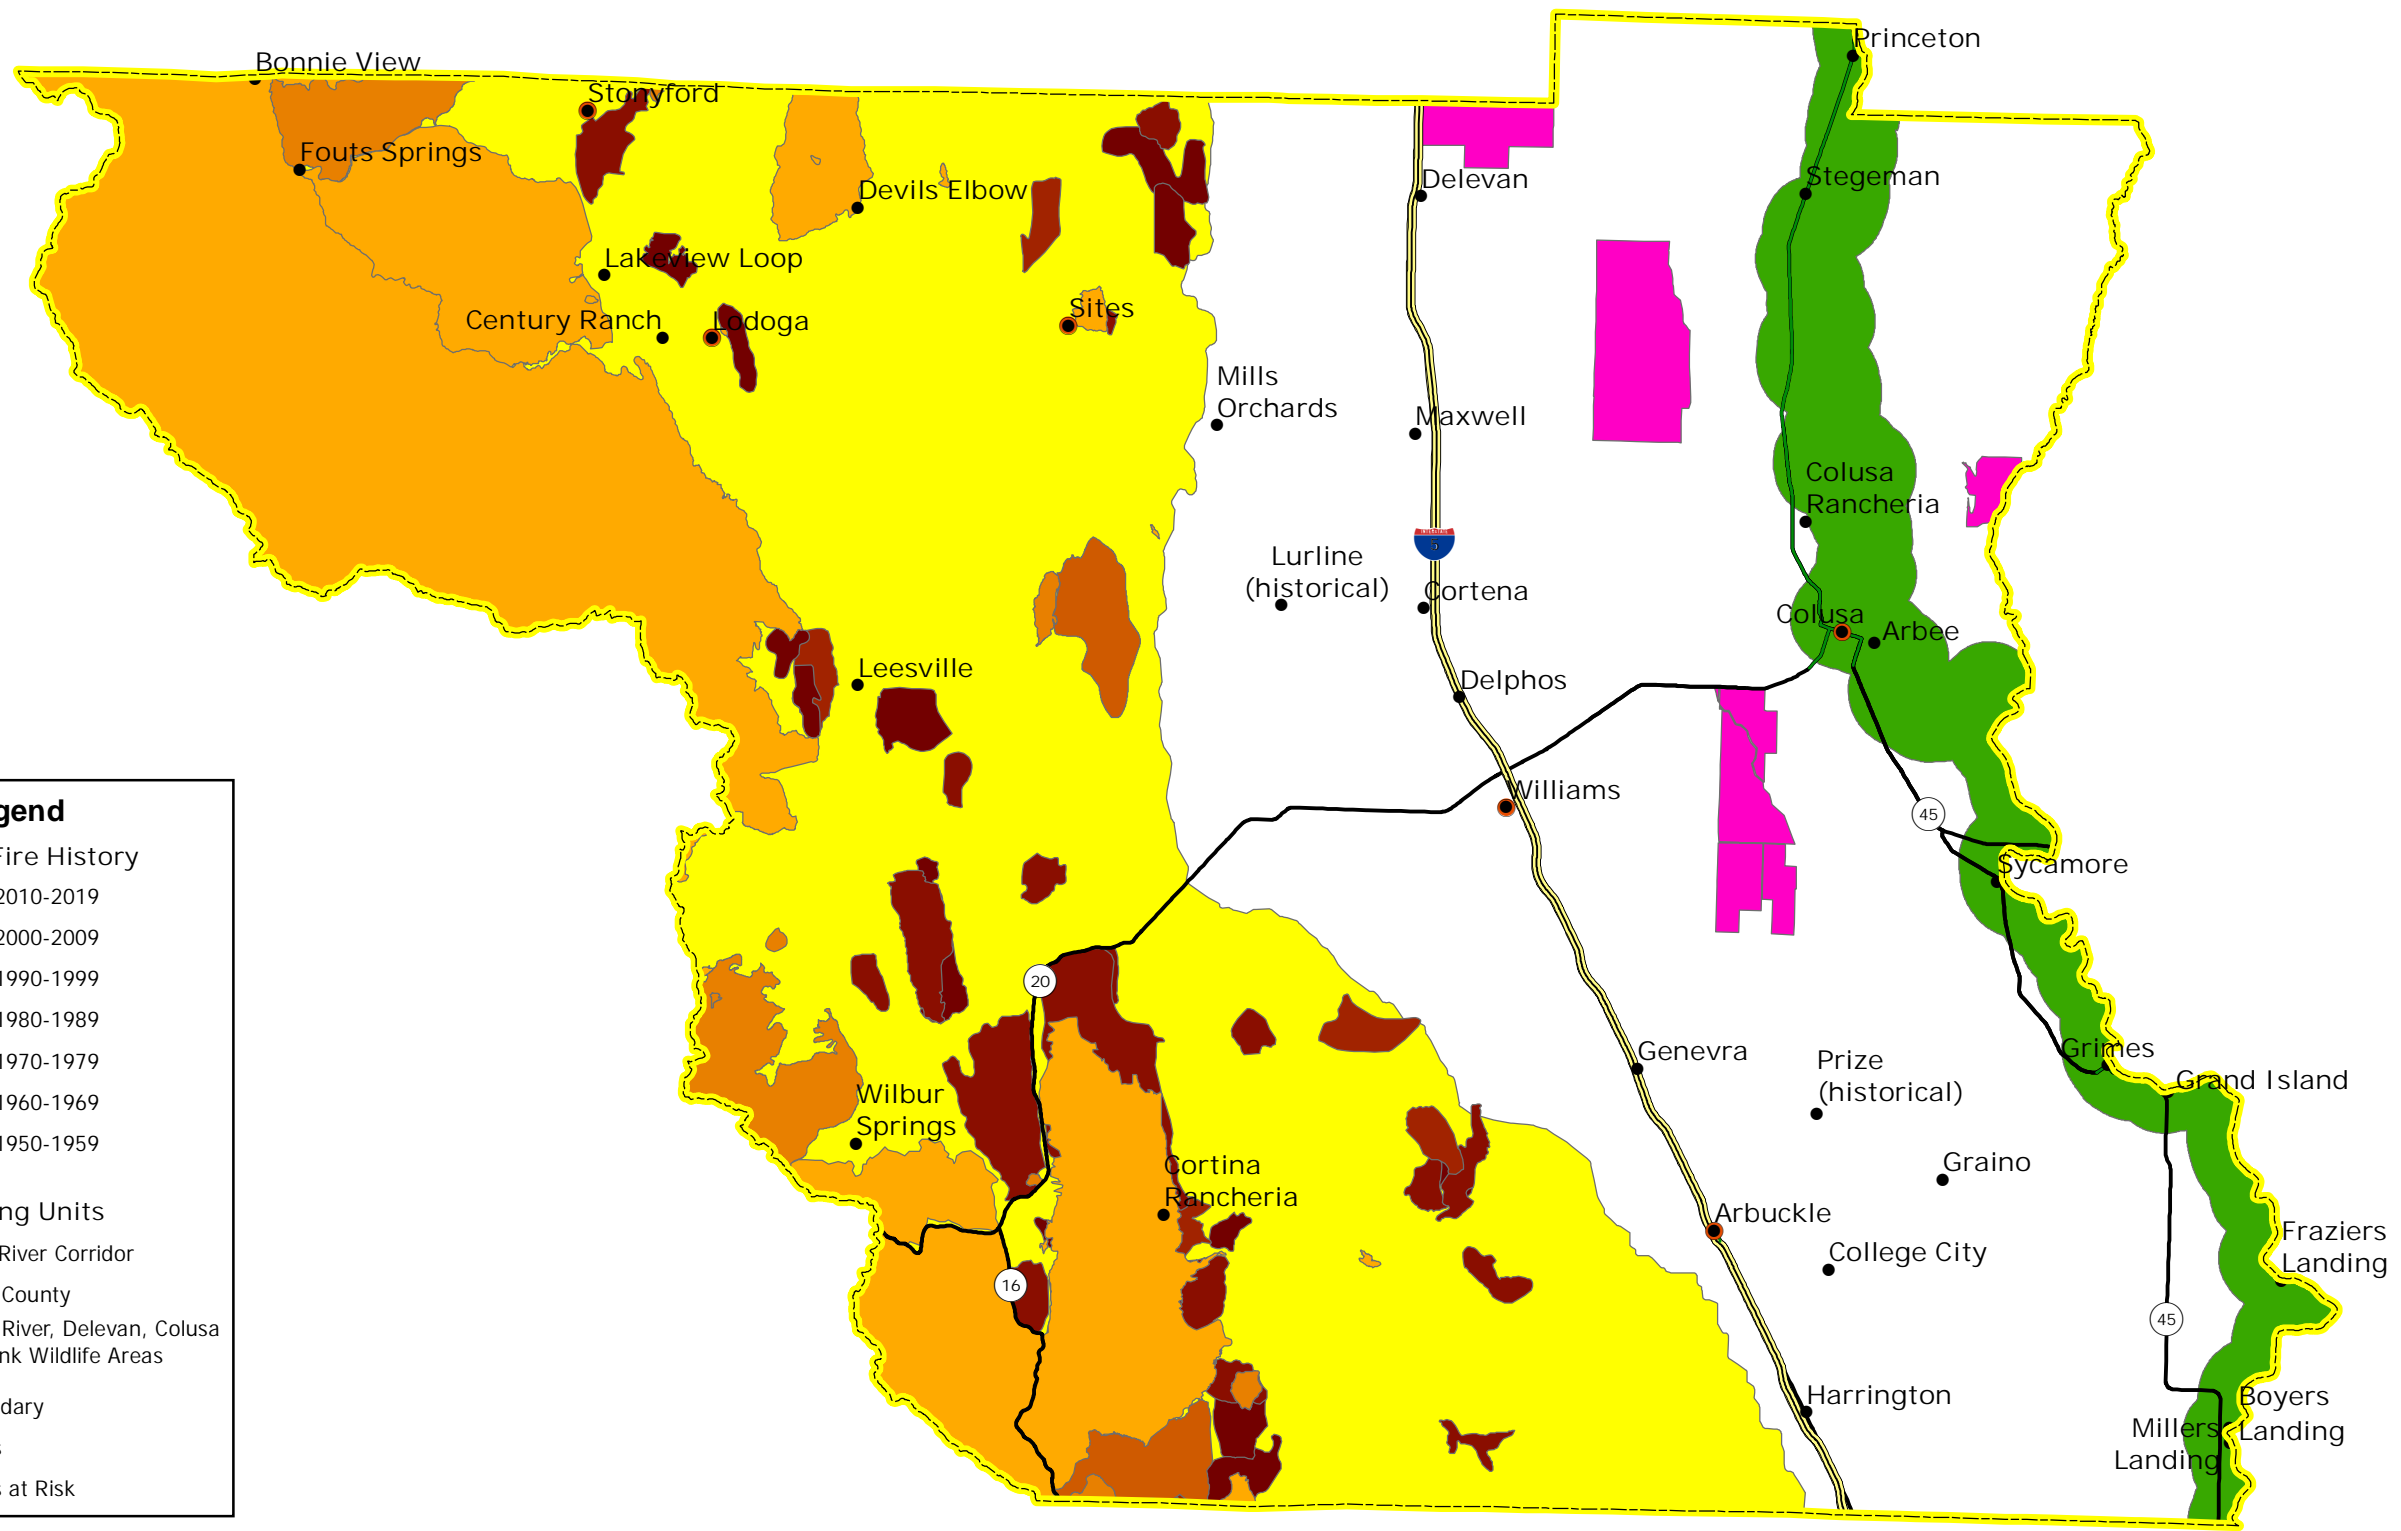 Bonnie View
Princeton
Stonyford
Fouts Springs
Devils Elbow
Delevan
Stegeman
Lakeview Loop
Century Ranch
Lodoga
Sites
Mills
Orchards
Maxwell
Colusa
Rancheria
Lurline
(historical)
Cortena
Colusa
Arbee
Leesville
Delphos
Williams
45
Sycamore
20
Genevra
Prize
(historical)
Grimes
Grand Island
Wilbur
Springs
Cortina
Rancheria
Graino
Arbuckle
College City
Fraziers
Landing
16
45
Harrington
Boyers
Landing
Millers
Landing
gend
Fire History
2010-2019
2000-2009
1990-1999
1980-1989
1970-1979
1960-1969
1950-1959
ng Units
River Corridor
County
River, Delevan, Colusa
nk Wildlife Areas
dary
s
s at Risk